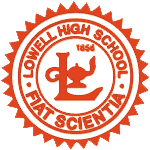 LOWELL HIGH SCHOOL
1856
L
FIAT SCIENTIA